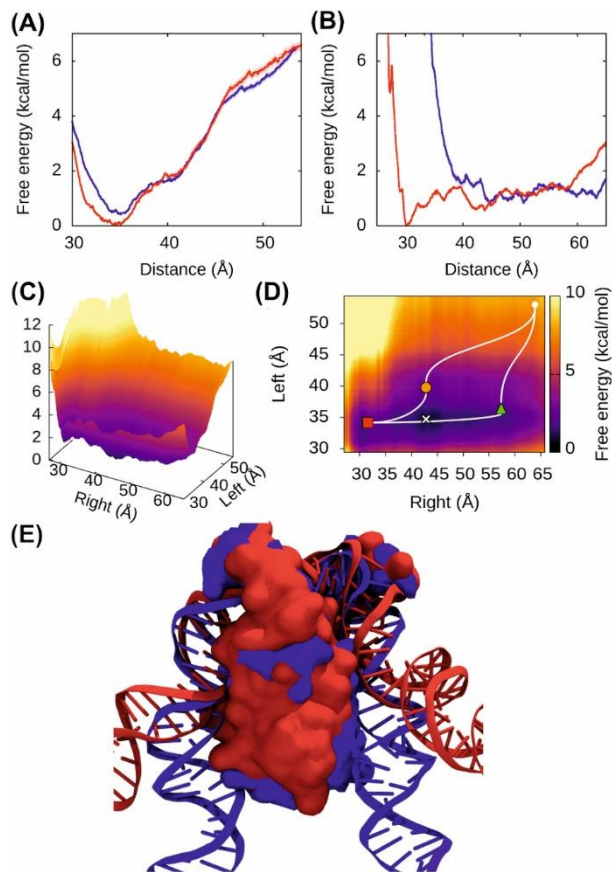 (A)
Free energy (kcal/mol)
6
4
2
0
30 40 50
Distance (Å)
(B)
Free energy (kcal/mol)
6
4
2
0
30 40 50 60
Distance (Å)
(C)
12
10
8
6
4
2
0
30
40
50
60
Right (Å)
30
40
50
Left (Å)
(D)
Left (Å)
50
45
40
35
30
30 35 40 45 50 55 60 65
Right (Å)
10
5
0
Free energy (kcal/mol)
(E)